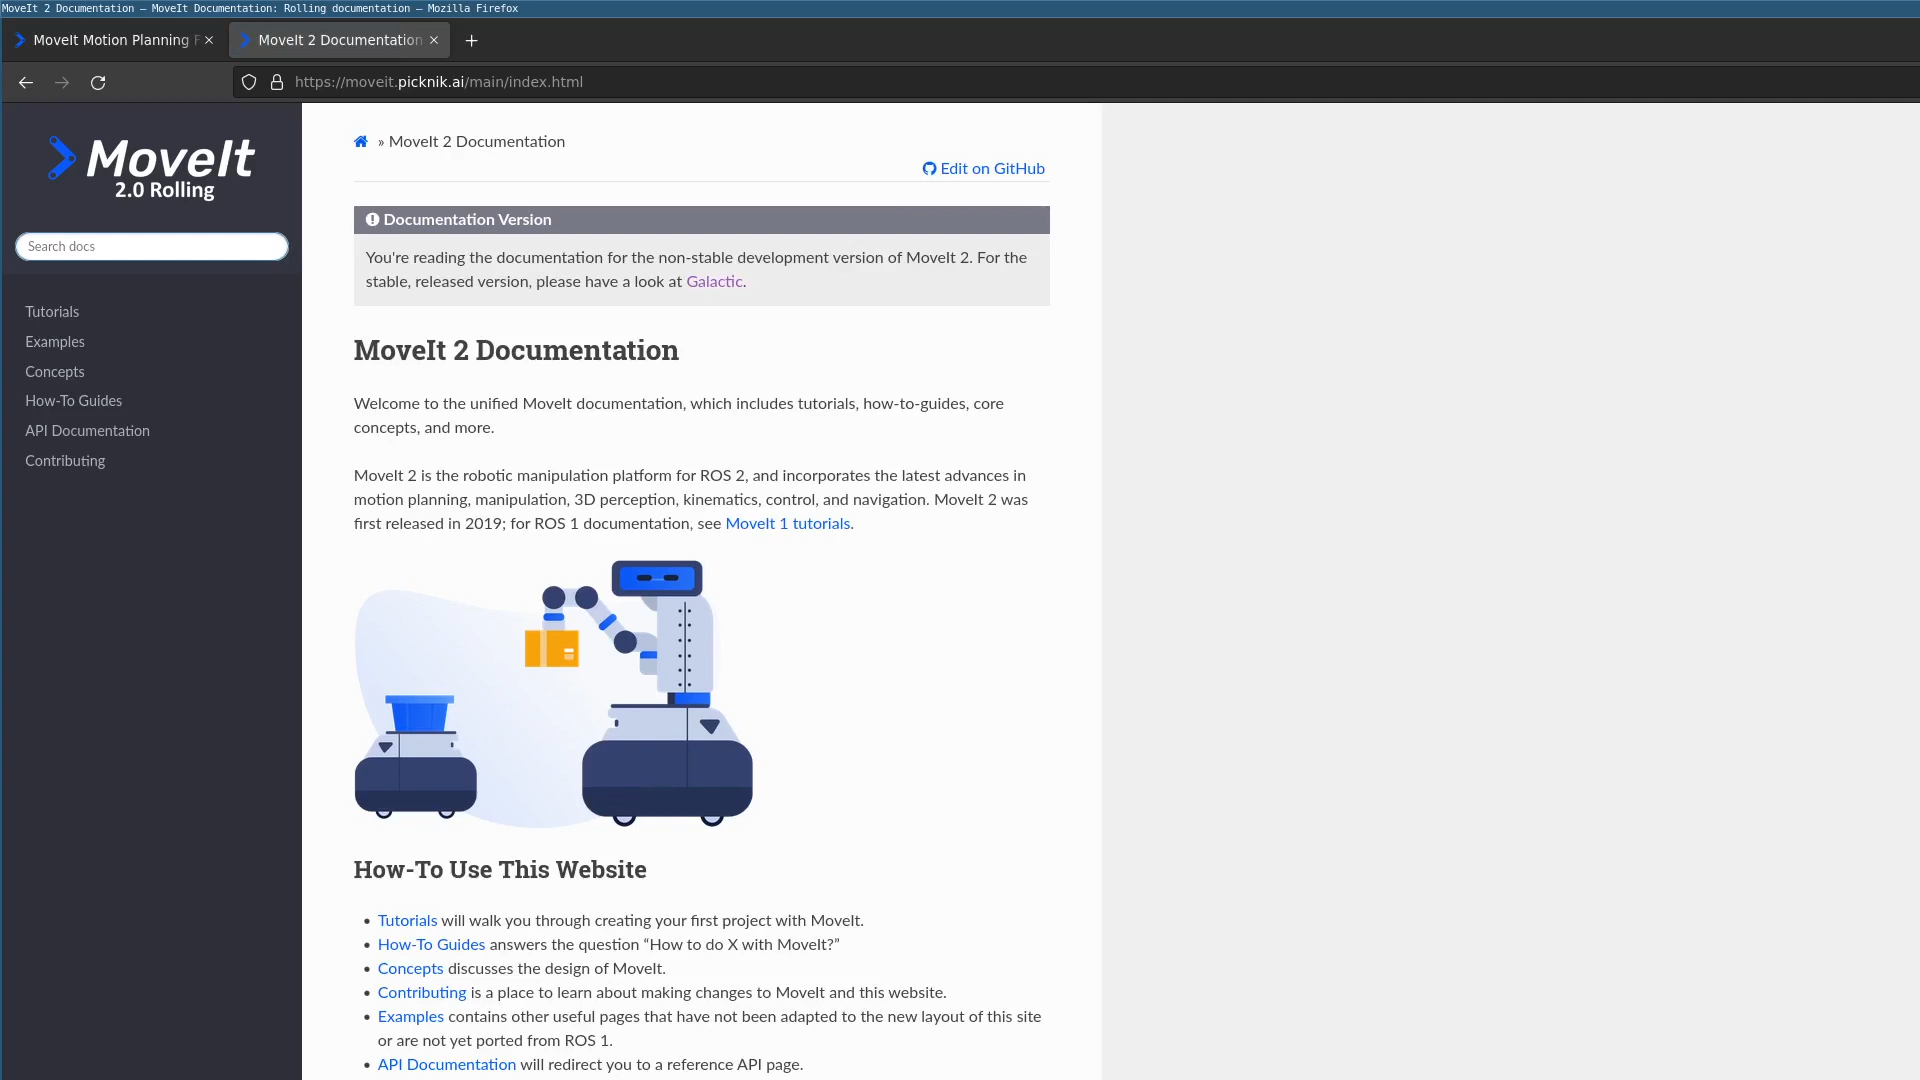 MoveIt 2 Documentation — MoveIt Documentation: Rolling documentation — Mozilla Firefox
MoveIt Motion Planning F
MoveIt 2 Documentation
https://moveit.picknik.ai/main/index.html
MoveIt
2.0 Rolling
Search docs
Tutorials
Examples
Concepts
How-To Guides
API Documentation
Contributing
» MoveIt 2 Documentation
Edit on GitHub
Documentation Version
You're reading the documentation for the non-stable development version of MoveIt 2. For the
stable, released version, please have a look at Galactic.
MoveIt 2 Documentation
Welcome to the unified MoveIt documentation, which includes tutorials, how-to-guides, core
concepts, and more.
MoveIt 2 is the robotic manipulation platform for ROS 2, and incorporates the latest advances in
motion planning, manipulation, 3D perception, kinematics, control, and navigation. MoveIt 2 was
first released in 2019; for ROS 1 documentation, see MoveIt 1 tutorials.
How-To Use This Website
• Tutorials will walk you through creating your first project with MoveIt.
• How-To Guides answers the question “How to do X with MoveIt?”
• Concepts discusses the design of MoveIt.
• Contributing is a place to learn about making changes to MoveIt and this website.
• Examples contains other useful pages that have not been adapted to the new layout of this site
or are not yet ported from ROS 1.
• API Documentation will redirect you to a reference API page.